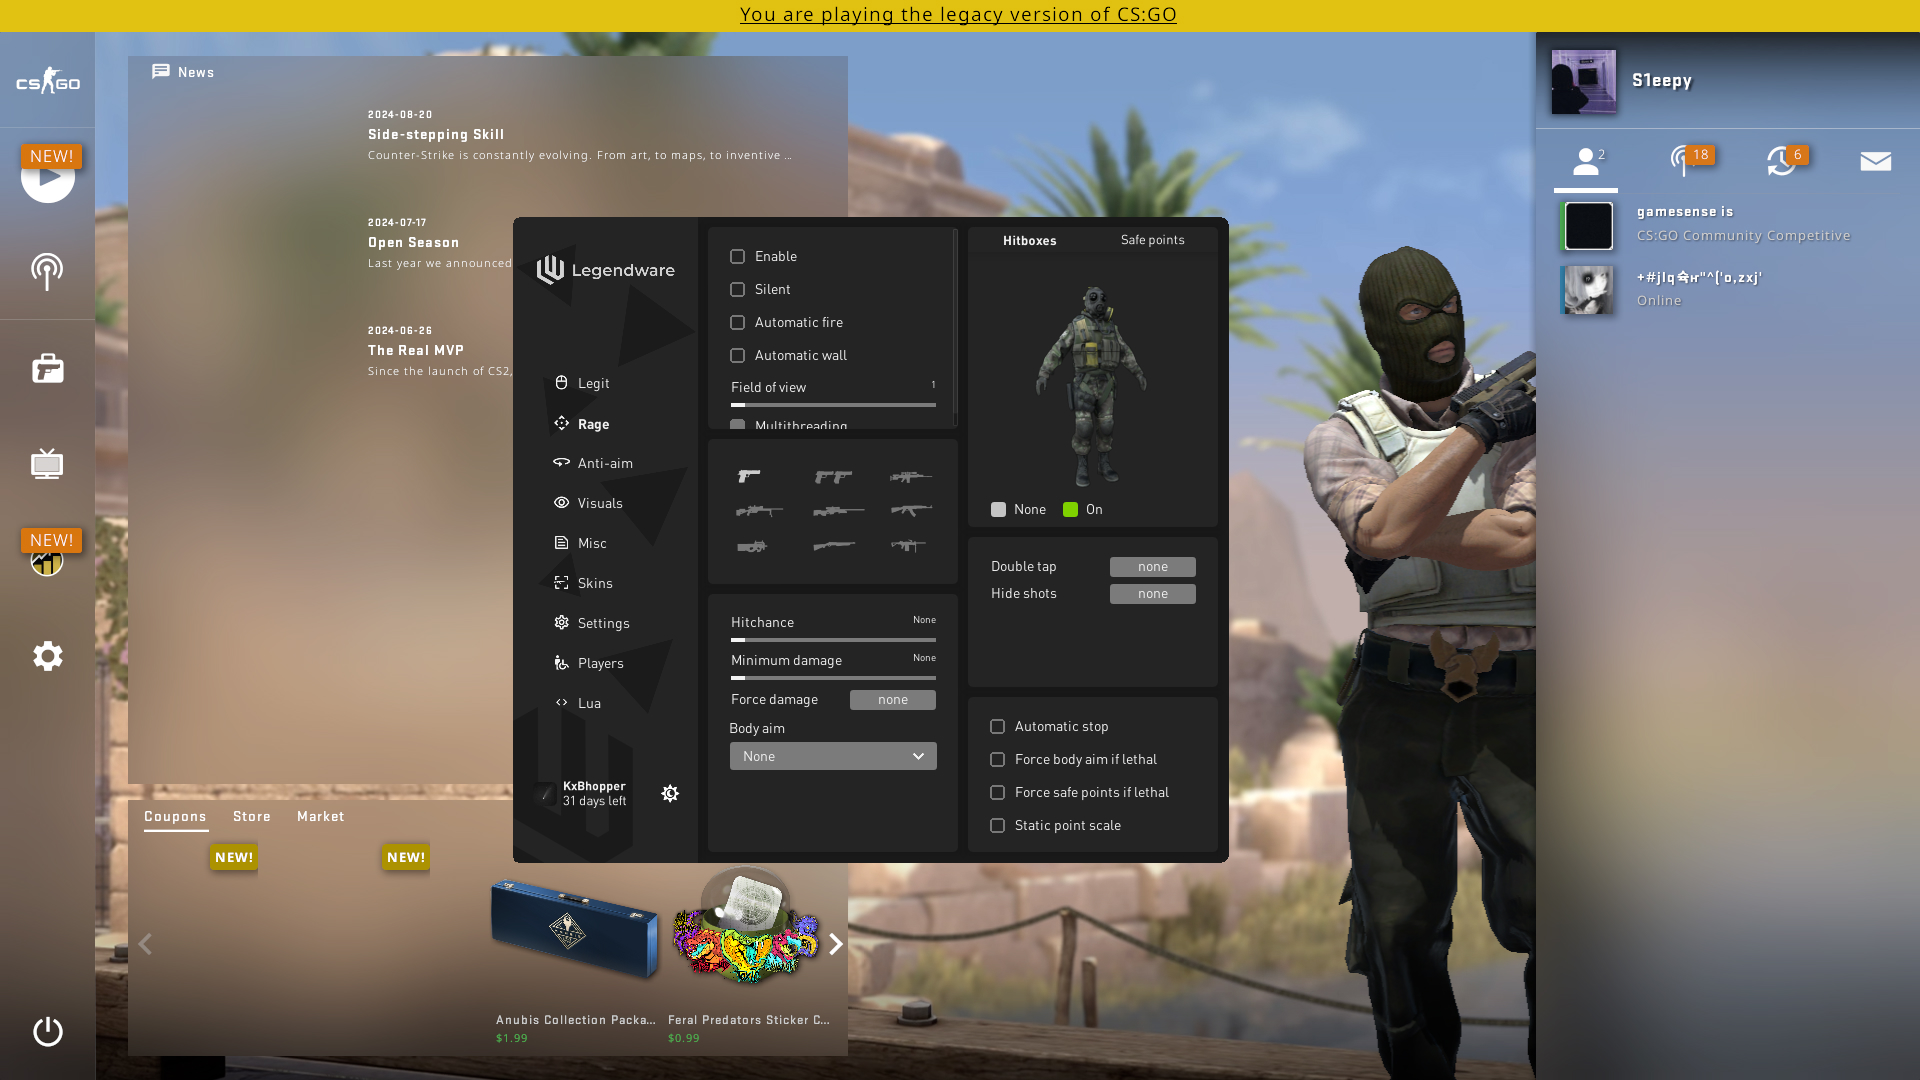 You are playing the legacy version of CS:GO
CS GO
NEW!
NEW!
News
2024-08-20
Side-stepping Skill
Counter-Strike is constantly evolving. From art, to maps, to inventive ...
2024-07-17
Open Season
Last year we announced
2024-06-26
The Real MVP
Since the launch of CS2,
Coupons Store Market
NEW! NEW!
Anubis Collection Packa... Feral Predators Sticker C...
$1.99 $0.99
Legendware
Legit
Rage
Anti-aim
Visuals
Misc
Skins
Settings
Players
Lua
KxBhopper
31 days left
Enable
Silent
Automatic fire
Automatic wall
Field of view 1
Multithreading
Hitchance None
Minimum damage None
Force damage none
Body aim
None
Hitboxes Safe points
None On
Double tap none
Hide shots none
Automatic stop
Force body aim if lethal
Force safe points if lethal
Static point scale
S1eepy
2 18 6
gamesense is
CS:GO Community Competitive
Online